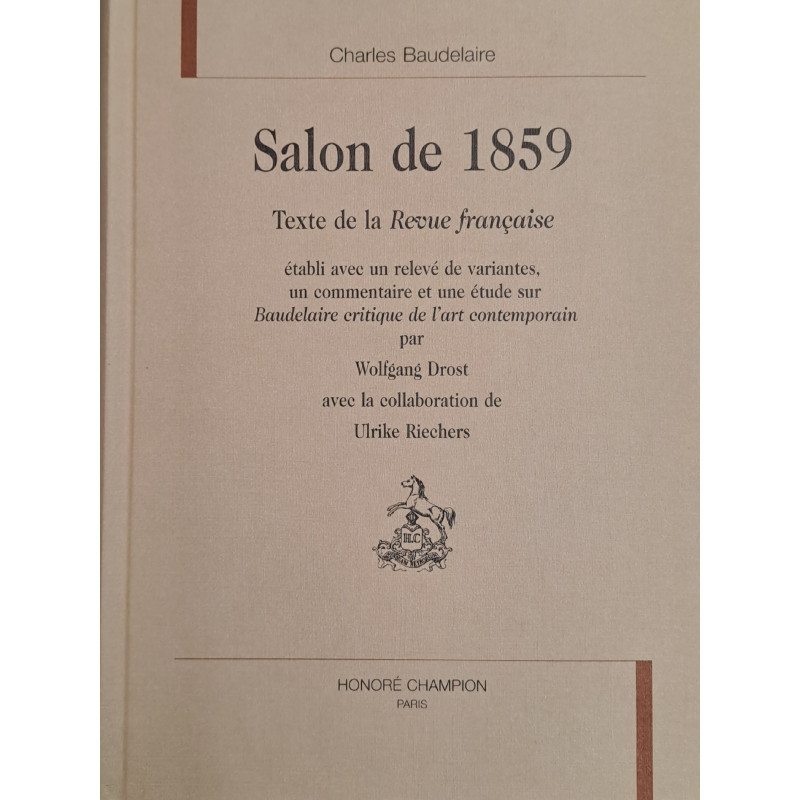 Charles Baudelaire
Salon de 1859
Texte de la Revue française
établi avec un relevé de variantes,
un commentaire et une étude sur
Baudelaire critique de l'art contemporain
par
Wolfgang Drost
avec la collaboration de
Ulrike Riechers
H.C
HONORÉ CHAMPION
PARIS